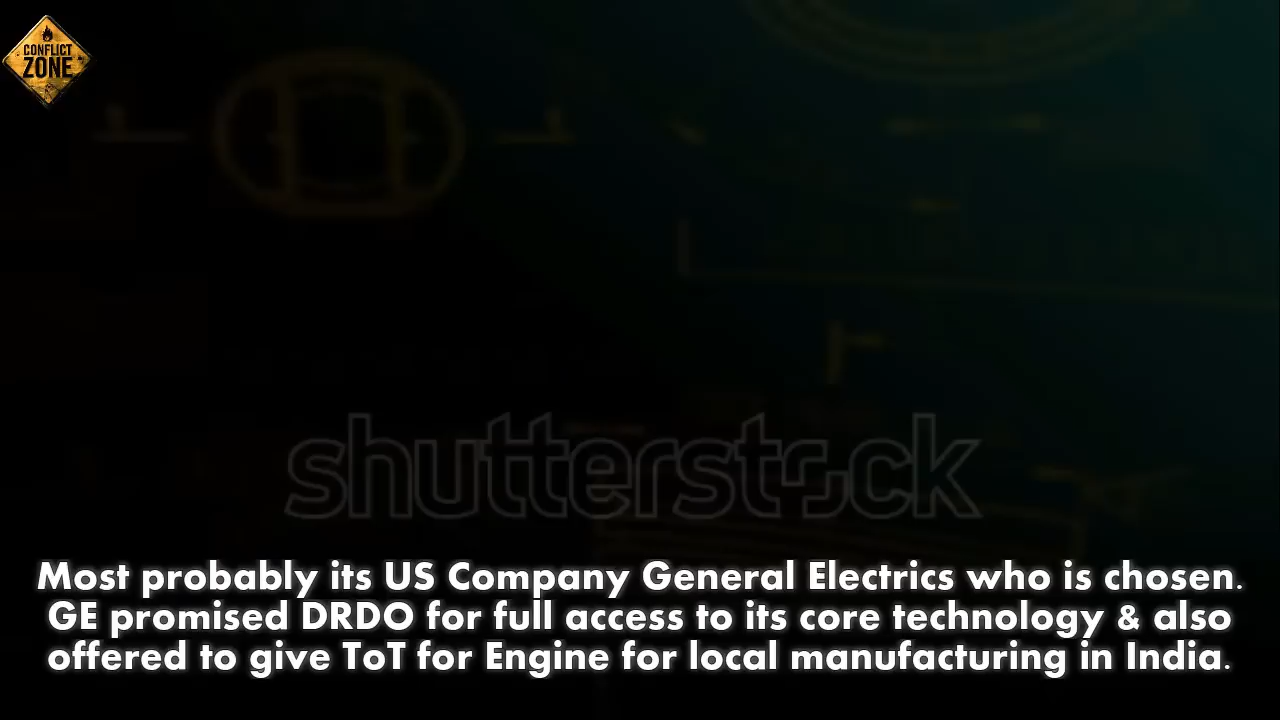 CONFLICT
ZONE
shutterstock
Most probably its US Company General Electrics who is chosen.
GE promised DRDO for full access to its core technology & also
offered to give ToT for Engine for local manufacturing in India.